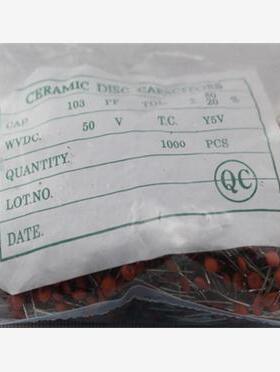 CERAMIC DISC CAPACITORS
CAP. 103 PF TOL. ± 80 20 %
WVDC. 50 V T.C. Y5V
QUANTITY. 1000 PCS
LOT.NO.
QC
DATE.